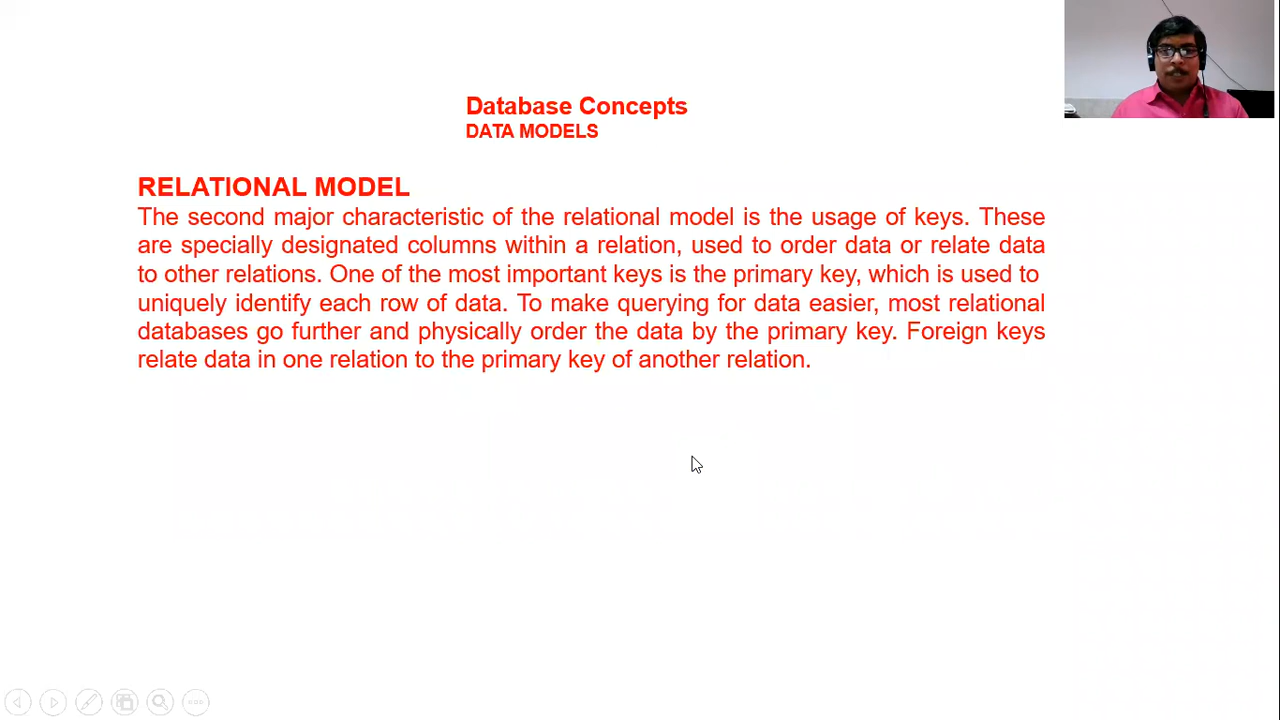 Database Concepts
DATA MODELS
RELATIONAL MODEL
The second major characteristic of the relational model is the usage of keys. These
are specially designated columns within a relation, used to order data or relate data
to other relations. One of the most important keys is the primary key, which is used to
uniquely identify each row of data. To make querying for data easier, most relational
databases go further and physically order the data by the primary key. Foreign keys
relate data in one relation to the primary key of another relation.